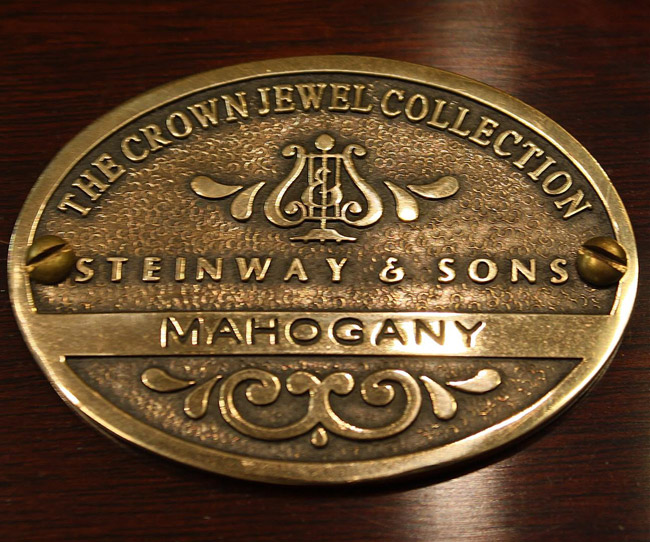 THE CROWN JEWEL COLLECTION
STEINWAY & SONS
MAHOGANY